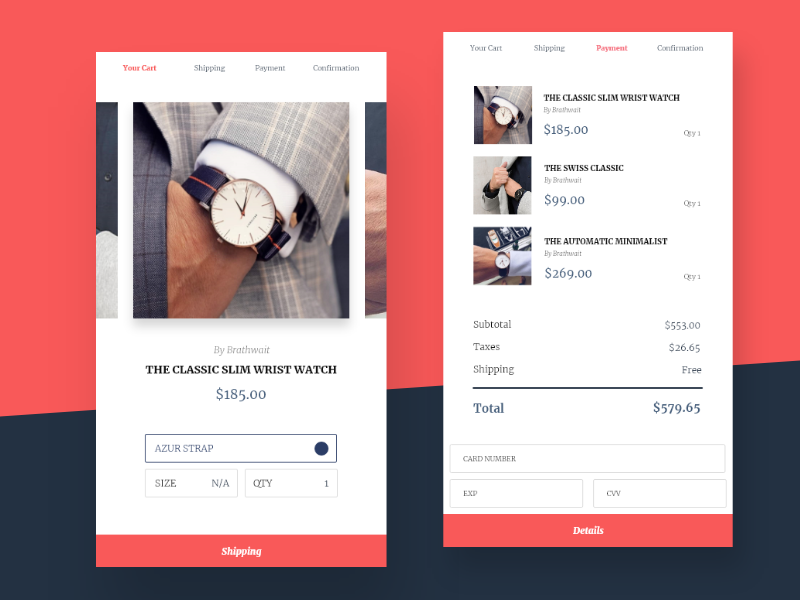 Your Cart Shipping Payment Confirmation
By Brathwait
THE CLASSIC SLIM WRIST WATCH
$185.00
AZUR STRAP
SIZE N/A QTY 1
Shipping
Your Cart Shipping Payment Confirmation
THE CLASSIC SLIM WRIST WATCH
By Brathwait
$185.00 Qty 1
THE SWISS CLASSIC
By Brathwait
$99.00 Qty 1
THE AUTOMATIC MINIMALIST
By Brathwait
$269.00 Qty 1
Subtotal $553.00
Taxes $26.65
Shipping Free
Total $579.65
CARD NUMBER
EXP CVV
Details